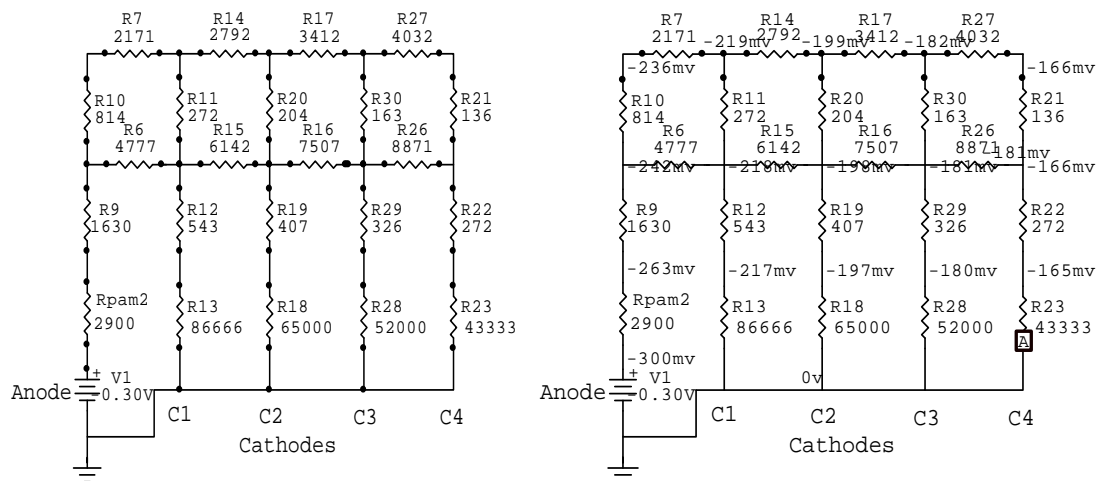 R7 R14 R17 R27
2171 2792 3412 4032
R10 R11 R20 R30 R21
814 272 204 163 136
R6 R15 R16 R26
4777 6142 7507 8871
R9 R12 R19 R29 R22
1630 543 407 326 272
Rpam2 R13 R18 R28 R23
2900 86666 65000 52000 43333
+ V1
Anode -0.30V
C1 C2 C3 C4
Cathodes
R7 R14 R17 R27
2171 2792 3412 4032
-219mv -199mv -182mv
-236mv -166mv
R10 R11 R20 R30 R21
814 272 204 163 136
R6 R15 R16 R26
4777 6142 7507 8871
-181mv
-242mv -218mv -198mv -181mv -166mv
R9 R12 R19 R29 R22
1630 543 407 326 272
-263mv -217mv -197mv -180mv -165mv
Rpam2 R13 R18 R28 R23
2900 86666 65000 52000 43333
A
-300mv
+ V1 0v
Anode -0.30V
C1 C2 C3 C4
Cathodes